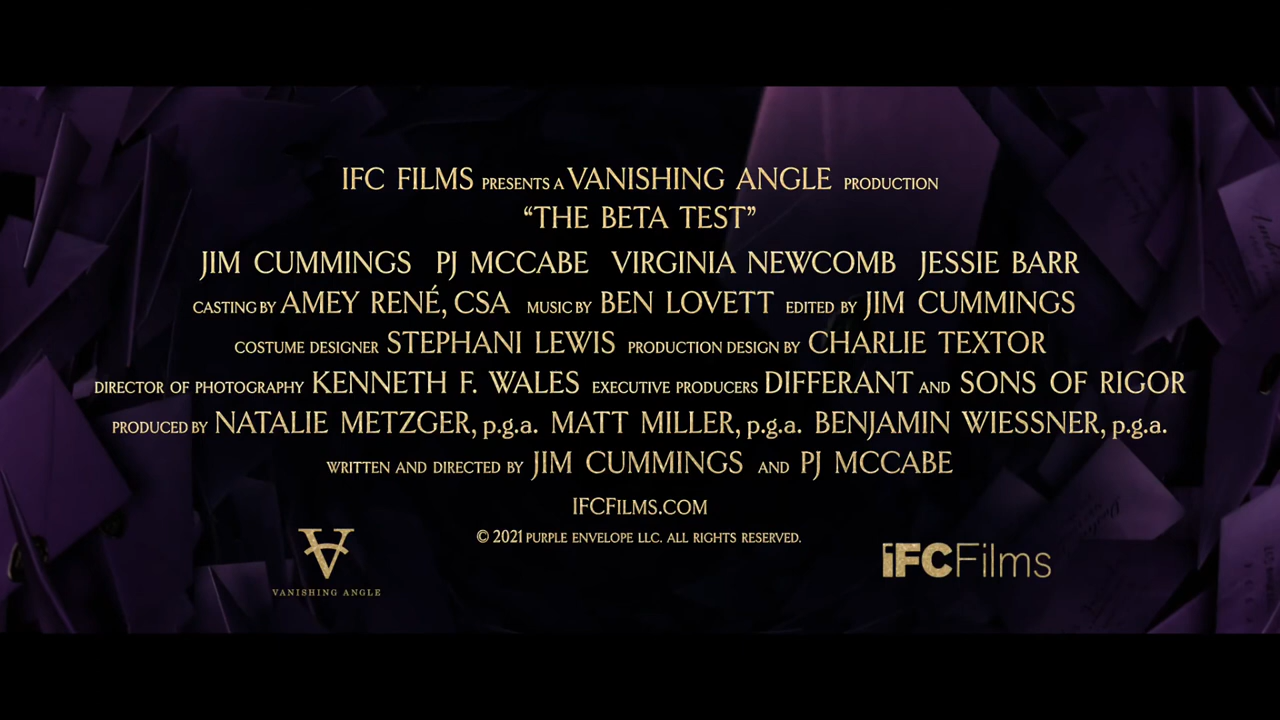 IFC FILMS PRESENTS A VANISHING ANGLE PRODUCTION
“THE BETA TEST”
JIM CUMMINGS PJ MCCABE VIRGINIA NEWCOMB JESSIE BARR
CASTING BY AMEY RENÉ, CSA MUSIC BY BEN LOVETT EDITED BY JIM CUMMINGS
COSTUME DESIGNER STEPHANI LEWIS PRODUCTION DESIGN BY CHARLIE TEXTOR
DIRECTOR OF PHOTOGRAPHY KENNETH F. WALES EXECUTIVE PRODUCERS DIFFERANT AND SONS OF RIGOR
PRODUCED BY NATALIE METZGER, p.g.a. MATT MILLER, p.g.a. BENJAMIN WIESSNER, p.g.a.
WRITTEN AND DIRECTED BY JIM CUMMINGS AND PJ MCCABE
IFCFILMS.COM
© 2021 PURPLE ENVELOPE LLC. ALL RIGHTS RESERVED.
VANISHING ANGLE
IFC Films